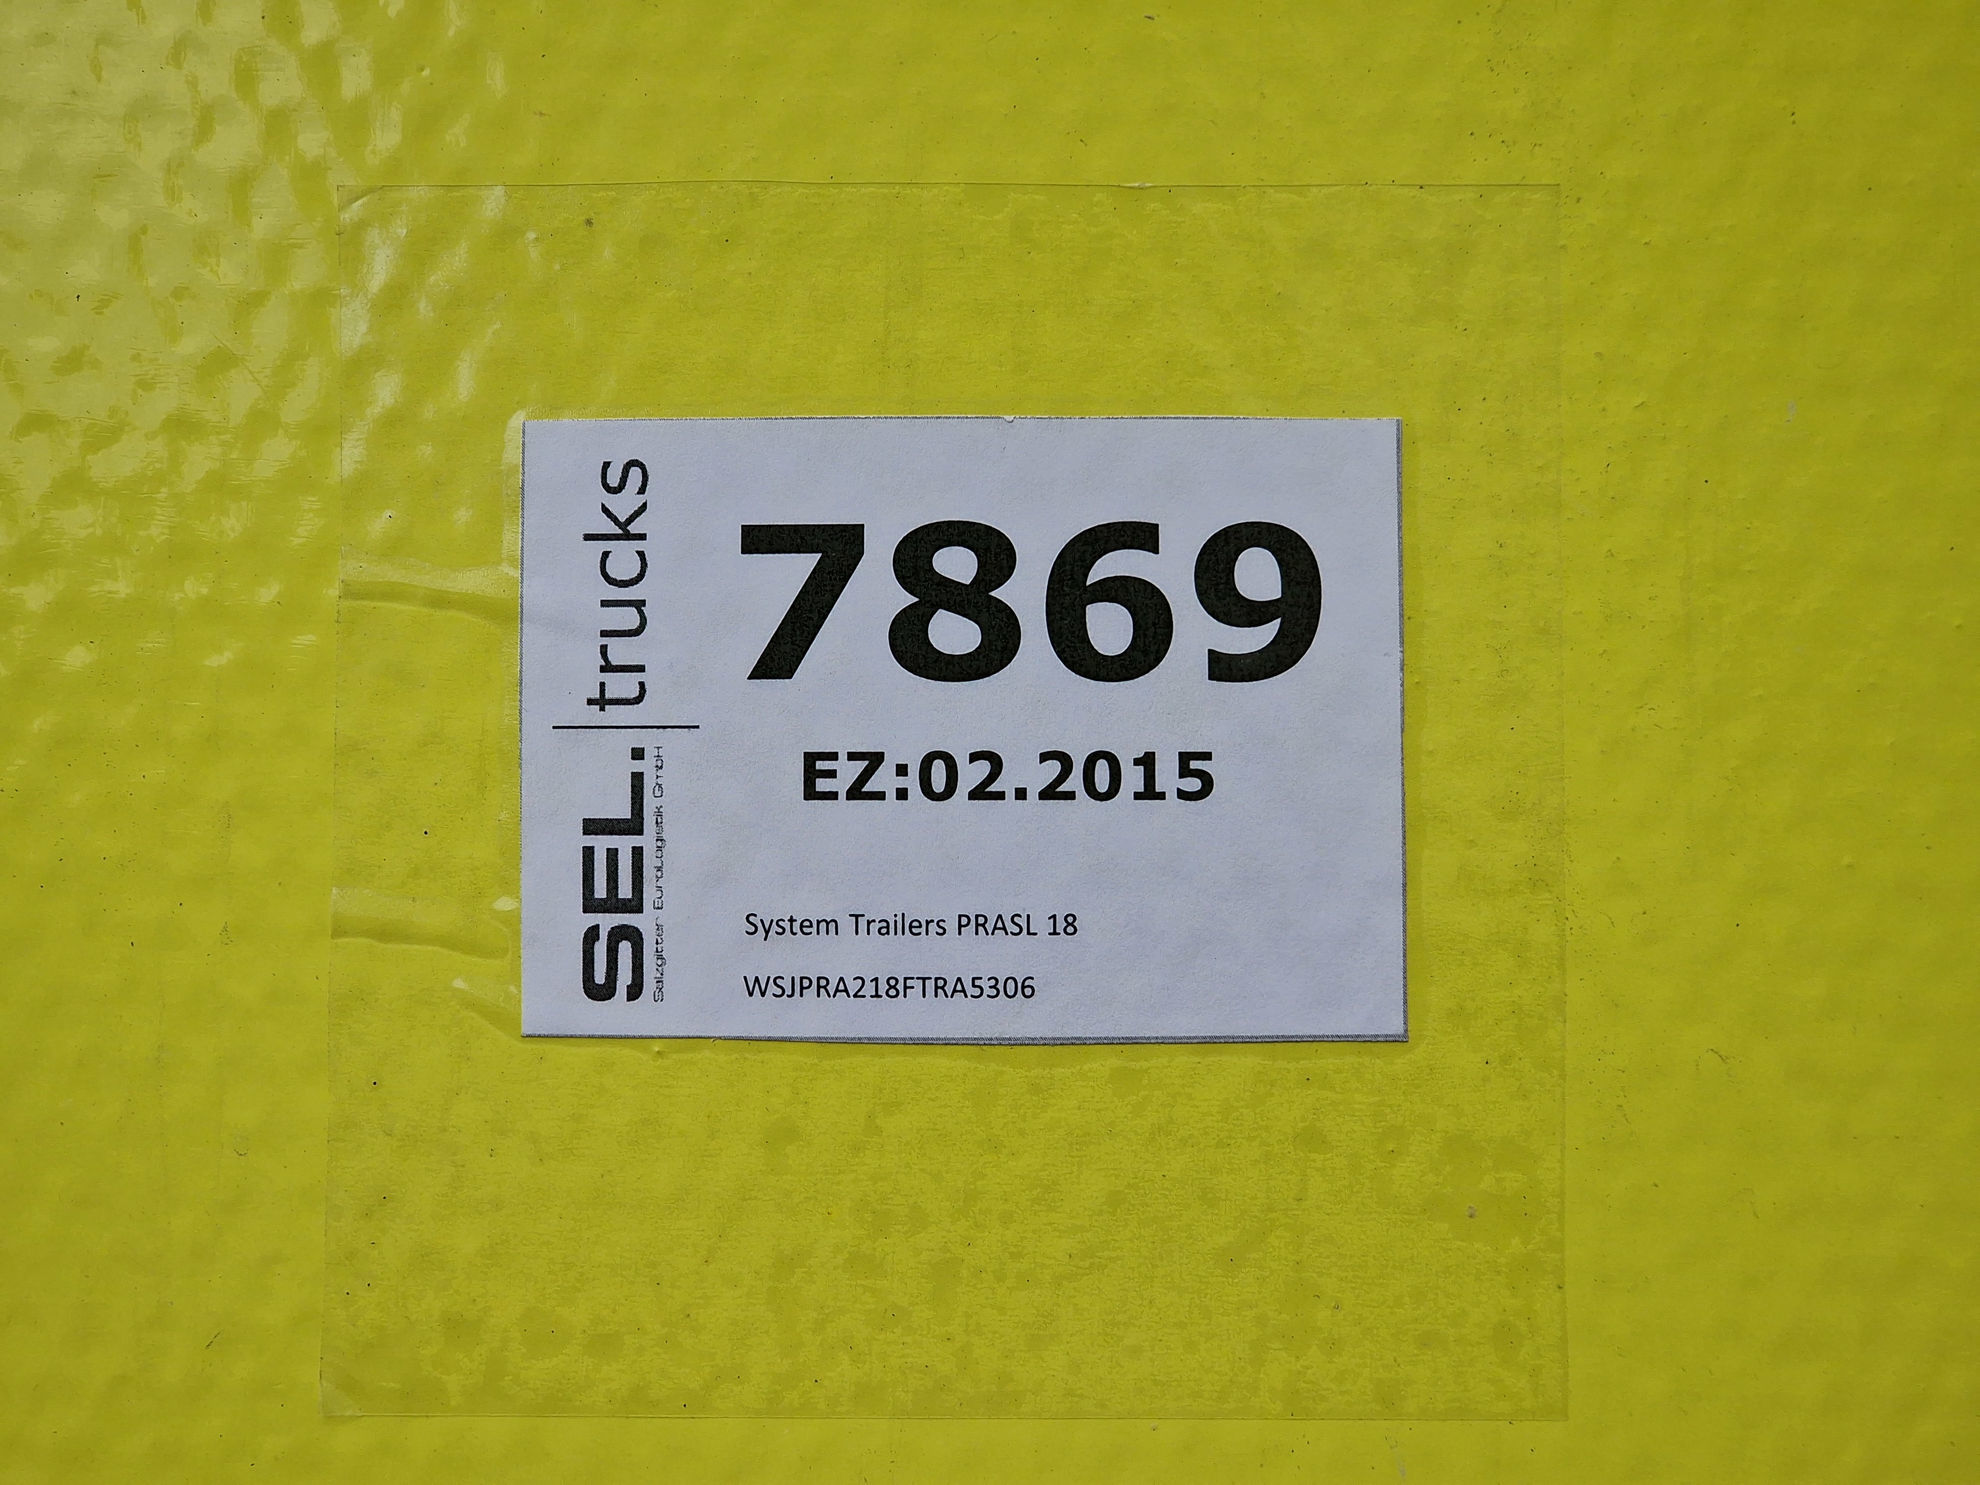 SEL. trucks
Salzgitter EuroLogistik GmbH
7869
EZ:02.2015
System Trailers PRASL 18
WSJPRA218FTRA5306